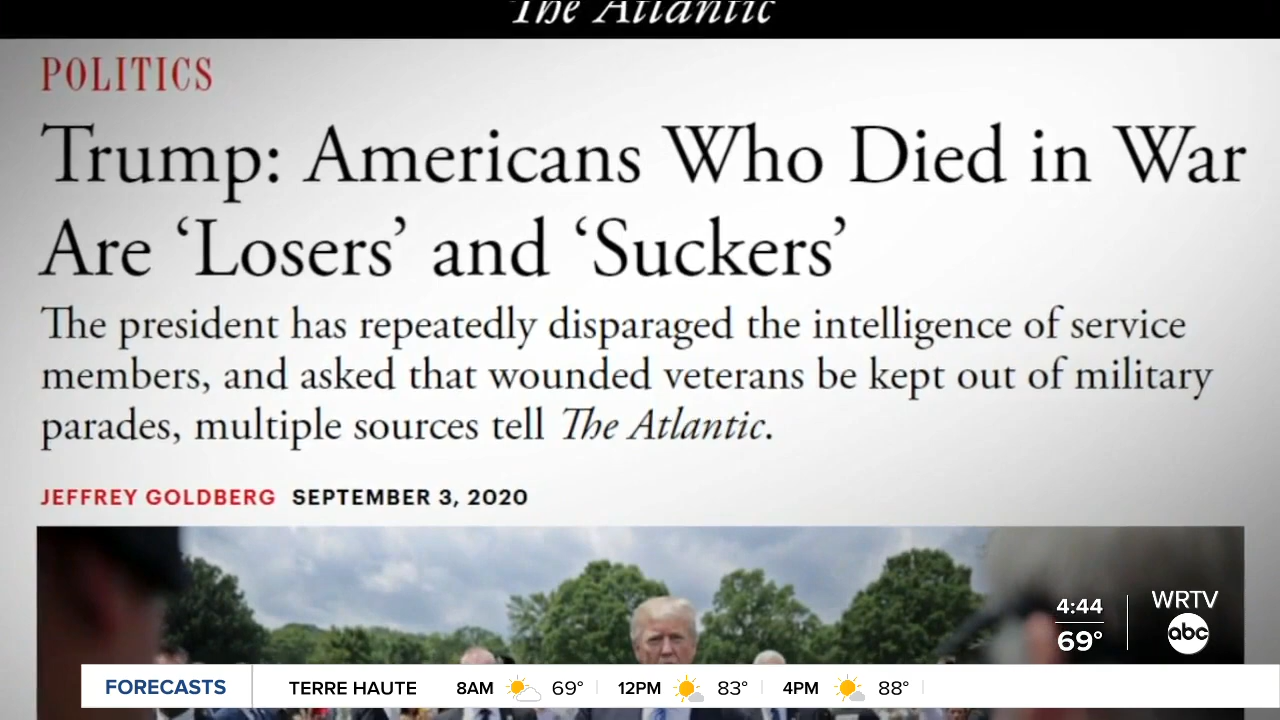 The Atlantic
POLITICS
Trump: Americans Who Died in War
Are ‘Losers’ and ‘Suckers’
The president has repeatedly disparaged the intelligence of service
members, and asked that wounded veterans be kept out of military
parades, multiple sources tell The Atlantic.
JEFFREY GOLDBERG SEPTEMBER 3, 2020
4:44
69°
WRTV
abc
FORECASTS TERRE HAUTE 8AM 69° 12PM 83° 4PM 88°